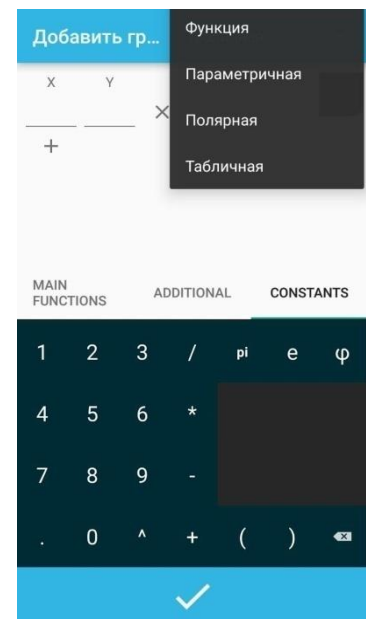 Добавить гр...
Функция
Параметричная
Полярная
Табличная
X Y
×
+
MAIN FUNCTIONS ADDITIONAL CONSTANTS
1 2 3 / pi e φ
4 5 6 *
7 8 9 -
. 0 ^ + ( )